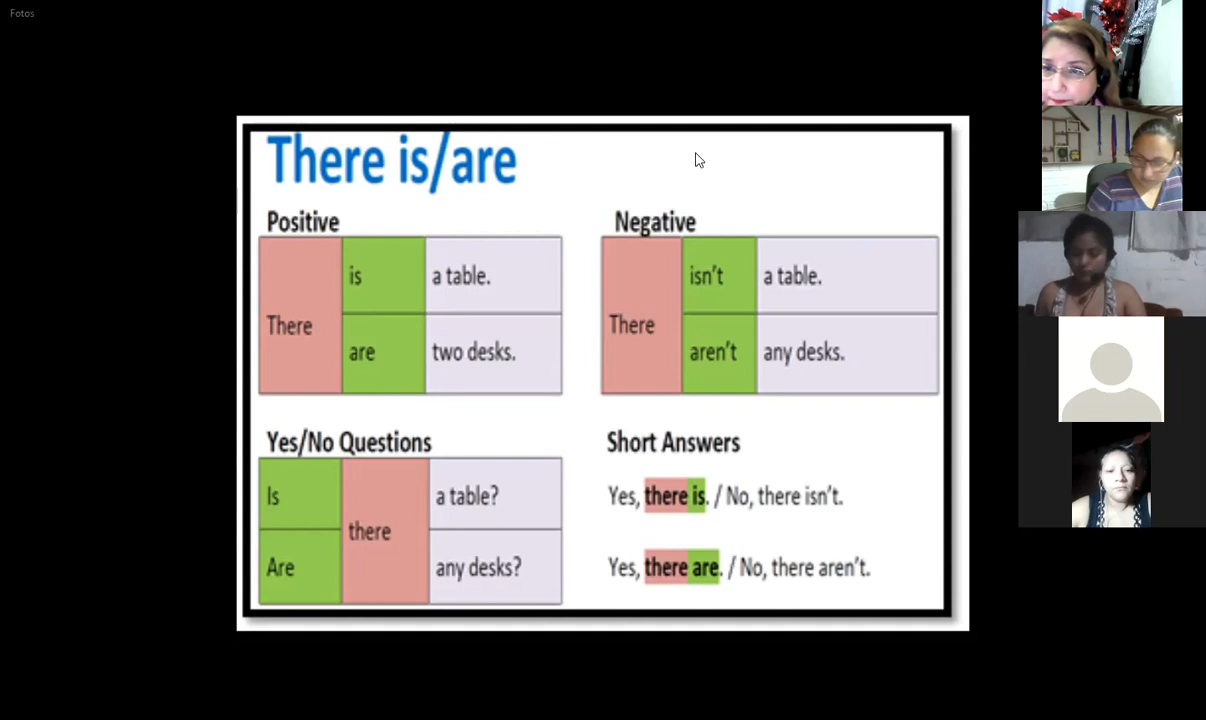 Fotos
There is/are
Positive
There
is
a table.
are
two desks.
Negative
There
isn't
a table.
aren't
any desks.
Yes/No Questions
Is
there
a table?
Are
any desks?
Short Answers
Yes, there is. / No, there isn't.
Yes, there are. / No, there aren't.